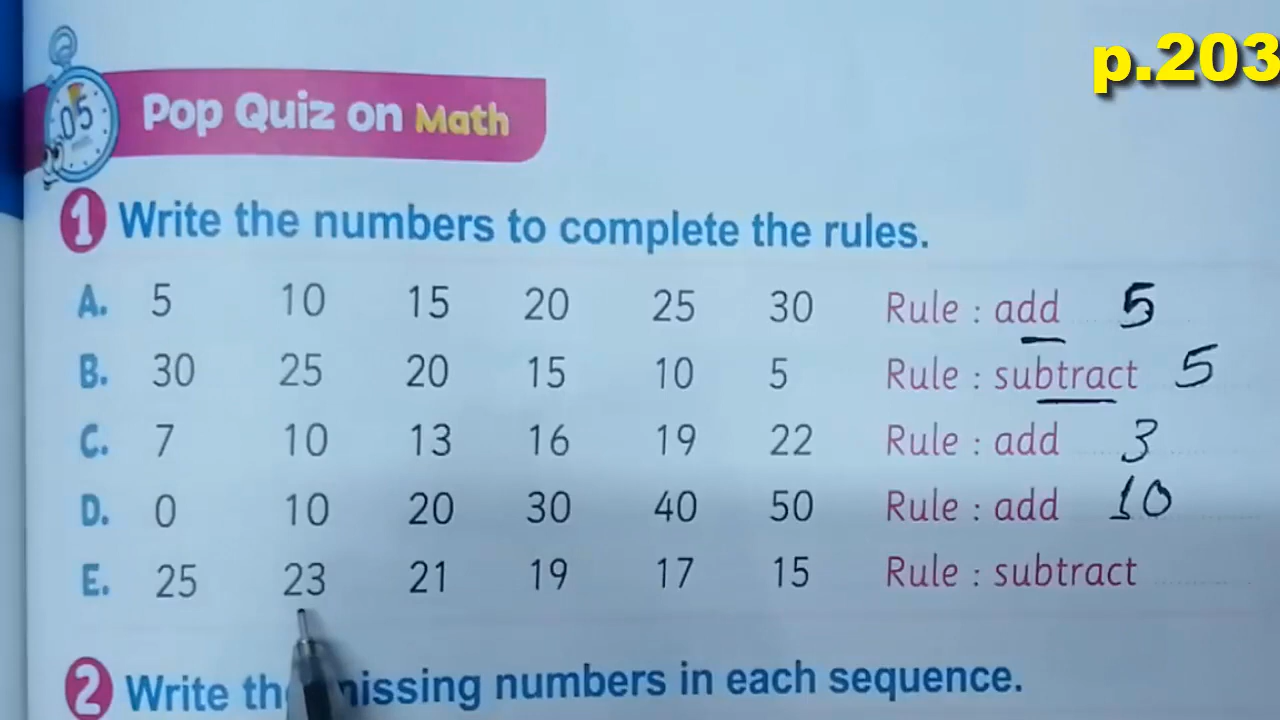 p.203
05
Pop Quiz on Math
1 Write the numbers to complete the rules.
A. 5 10 15 20 25 30 Rule : add 5
B. 30 25 20 15 10 5 Rule : subtract 5
C. 7 10 13 16 19 22 Rule : add 3
D. 0 10 20 30 40 50 Rule : add 10
E. 25 23 21 19 17 15 Rule : subtract
2 Write missing numbers in each sequence.